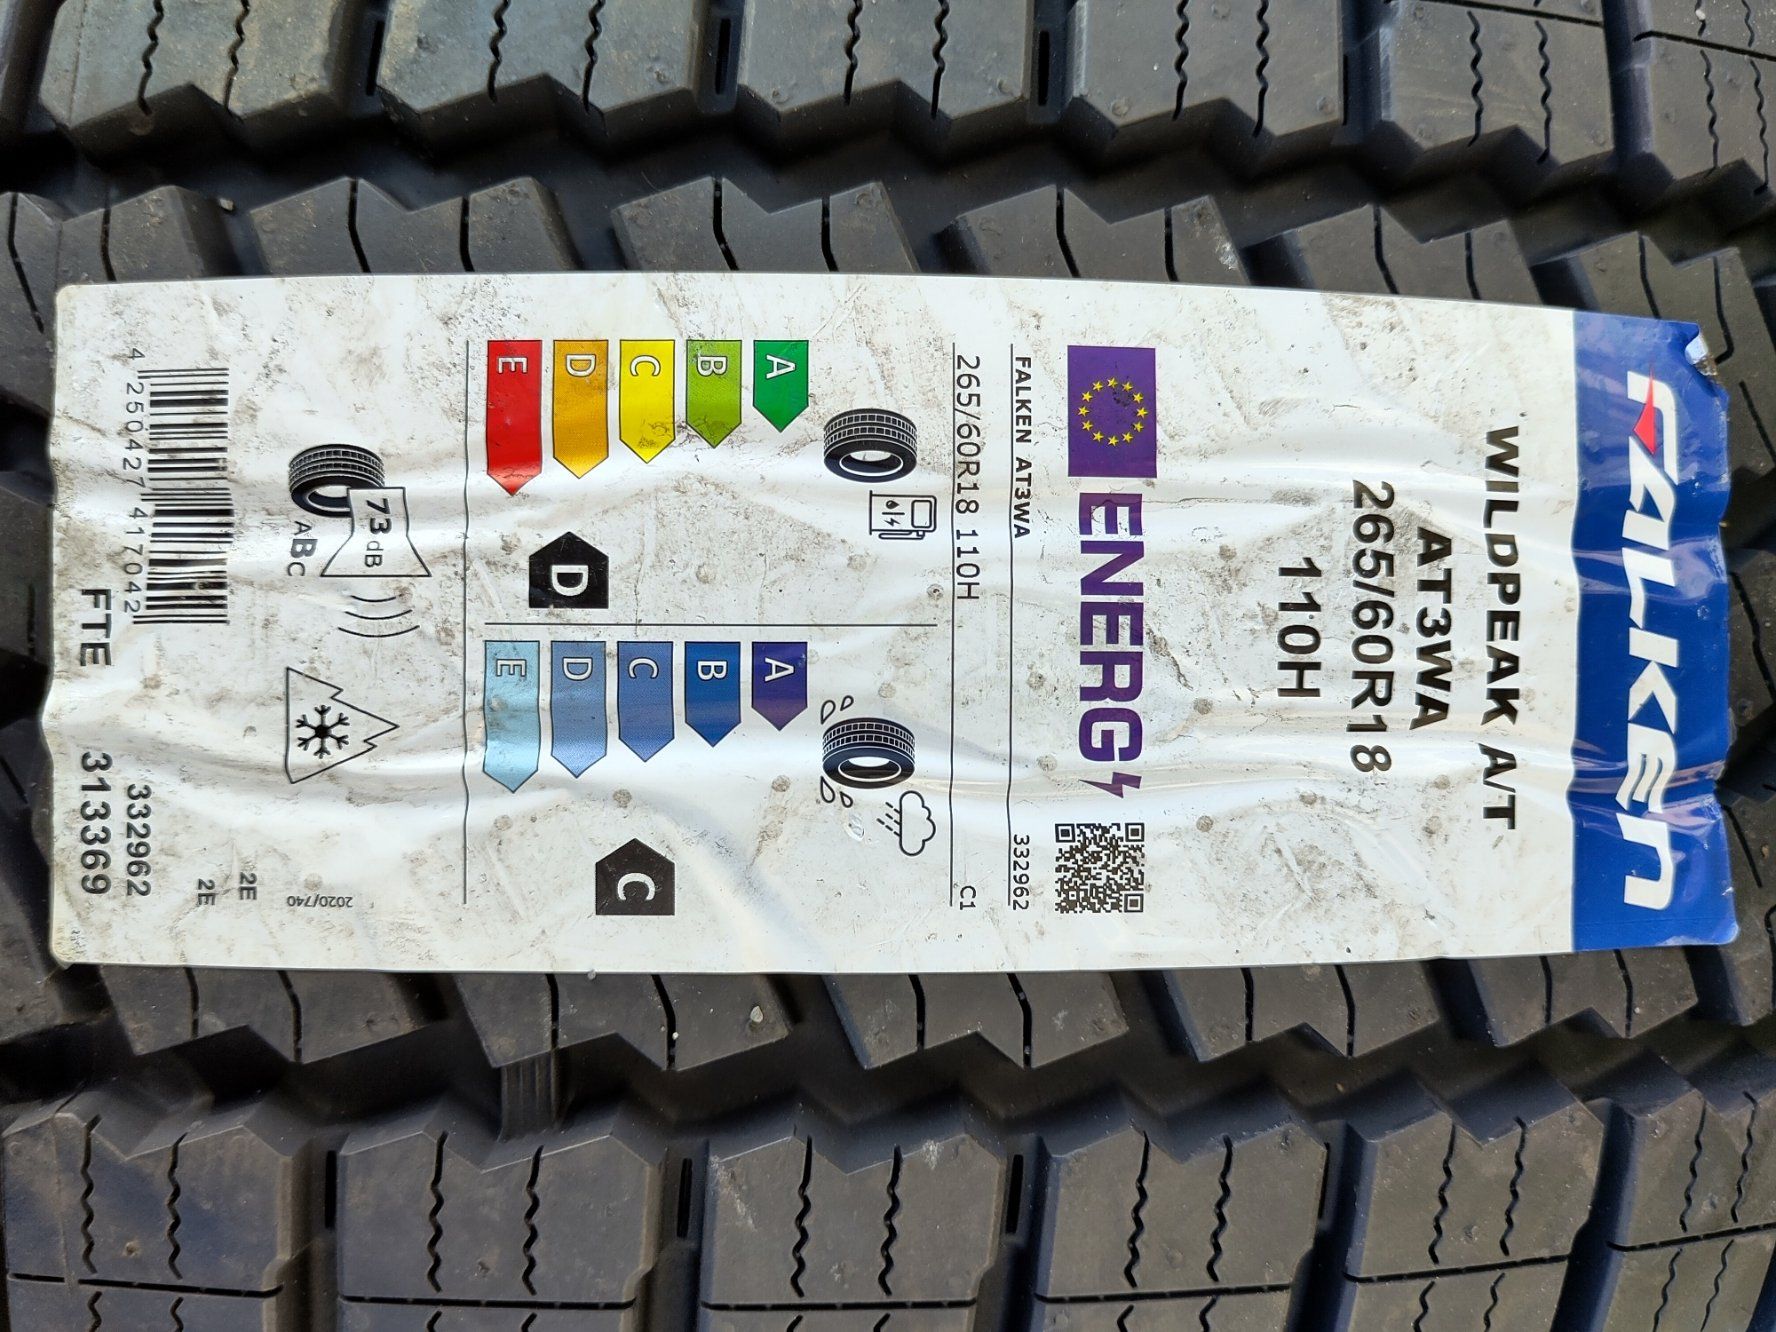 FALKEN
WILDPEAK A/T
AT3WA
265/60R18
110H
ENERG
FALKEN AT3WA 332962
265/60R18 110H C1
A
B
C
D
E
D
A
B
C
D
E
C
73 dB
ABC
2020/740
2E
2E
4 250427 417042
332962
FTE 313369